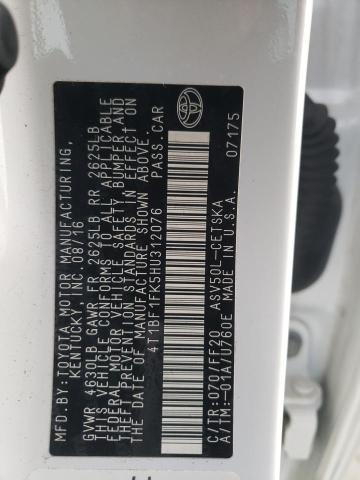 MFD. BY:TOYOTA MOTOR MANUFACTURING,
KENTUCKY, INC. 08/16
GVWR 4630LB GAWR FR 2625LB RR 2625LB
THIS VEHICLE CONFORMS TO ALL APPLICABLE
FEDERAL MOTOR VEHICLE SAFETY, BUMPER, AND
THEFT PREVENTION STANDARDS IN EFFECT ON
THE DATE OF MANUFACTURE SHOWN ABOVE.
4T1BF1FK5HU312076 PASS.CAR
C/TR:070/FF20 ASV50L-CETSKA
A/TM:-01A/U760E MADE IN U.S.A. 07175